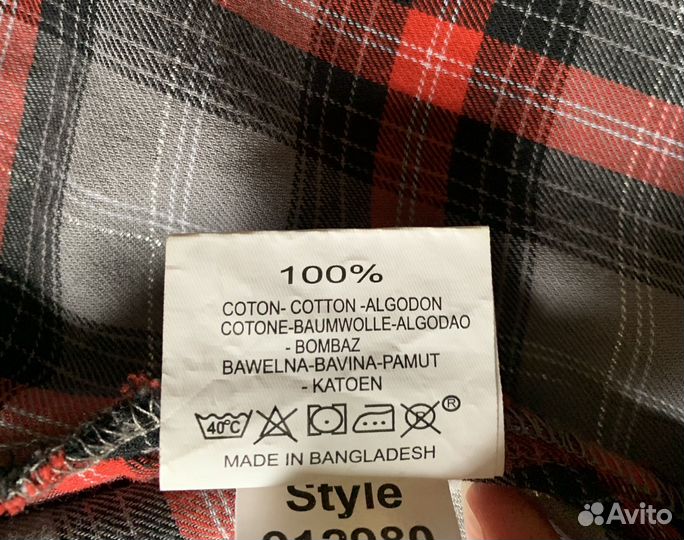 100%
COTON- COTTON -ALGODON
COTONE-BAUMWOLLE-ALGODAO
- BOMBAZ
BAWELNA-BAVINA-PAMUT
- KATOEN
40°C ®
MADE IN BANGLADESH
Style
Avito